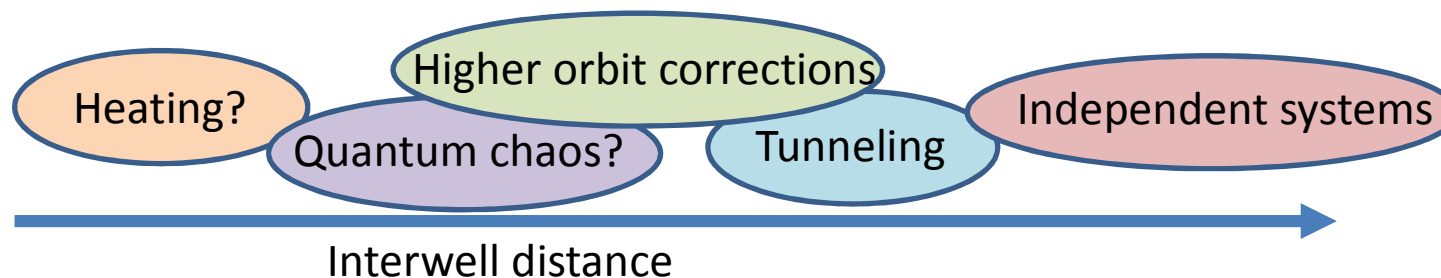 Heating?
Quantum chaos?
Higher orbit corrections
Tunneling
Independent systems
Interwell distance